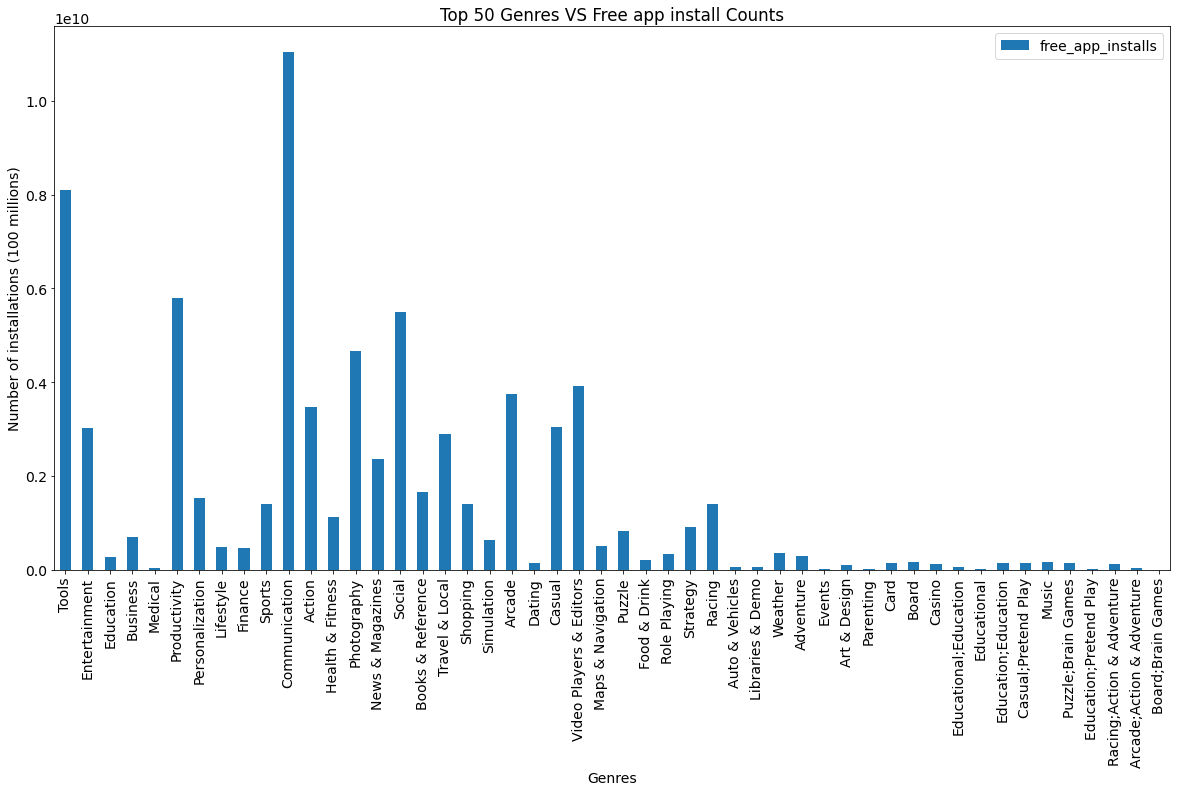 Top 50 Genres VS Free app install Counts
1e10
free_app_installs
1.0
0.8
0.6
0.4
0.2
0.0
Number of installations (100 millions)
Tools
Entertainment
Education
Business
Medical
Productivity
Personalization
Lifestyle
Finance
Sports
Communication
Action
Health & Fitness
Photography
News & Magazines
Social
Books & Reference
Travel & Local
Shopping
Simulation
Arcade
Dating
Casual
Video Players & Editors
Maps & Navigation
Puzzle
Food & Drink
Role Playing
Strategy
Racing
Auto & Vehicles
Libraries & Demo
Weather
Adventure
Events
Art & Design
Parenting
Card
Board
Casino
Educational;Education
Educational
Education;Education
Casual;Pretend Play
Music
Puzzle;Brain Games
Education;Pretend Play
Racing;Action & Adventure
Arcade;Action & Adventure
Board;Brain Games
Genres